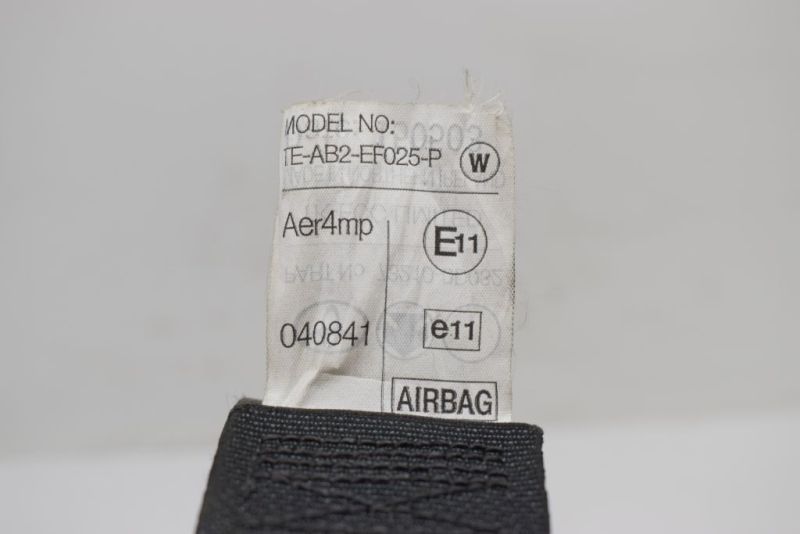 MODEL NO:
TE-AB2-EF025-P W
Aer4mp E11
040841 e11
AIRBAG